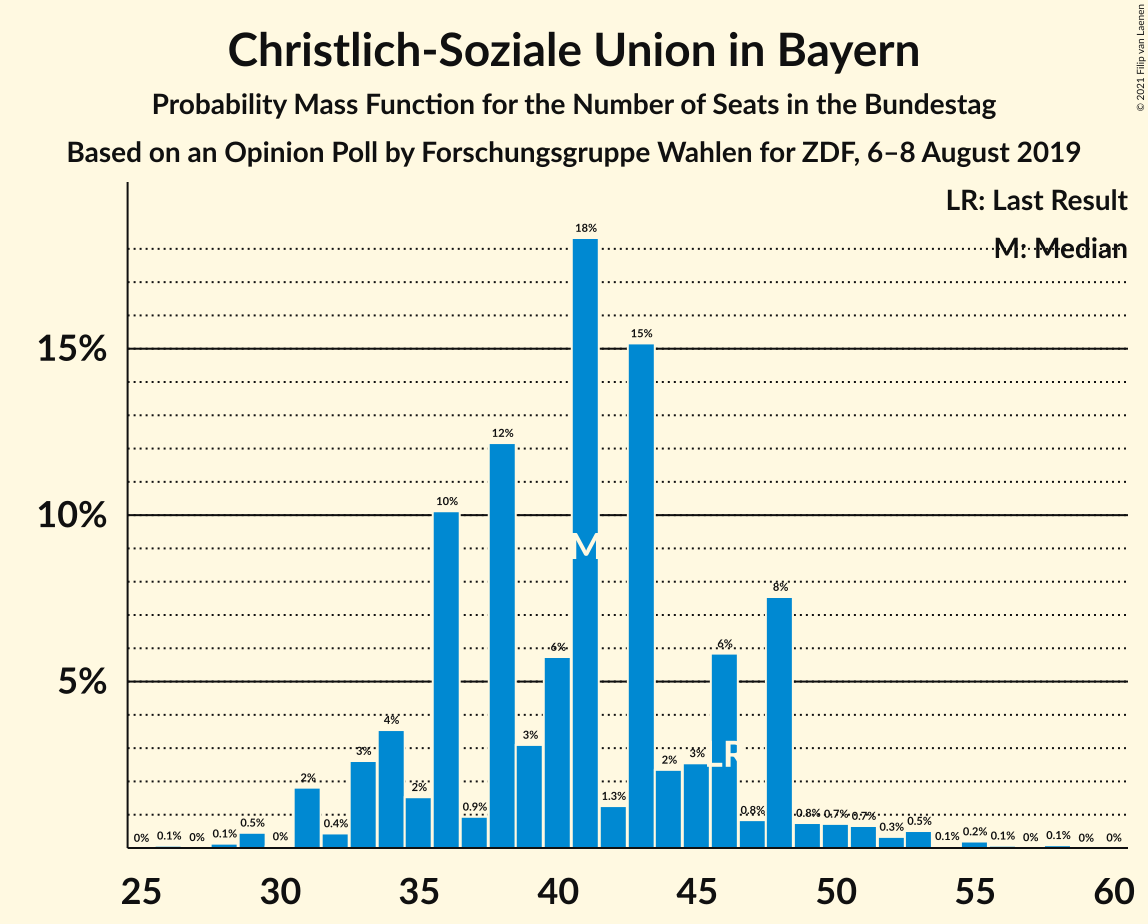 Christlich-Soziale Union in Bayern
Probability Mass Function for the Number of Seats in the Bundestag
Based on an Opinion Poll by Forschungsgruppe Wahlen for ZDF, 6–8 August 2019
© 2021 Filip van Laenen
LR: Last Result
M: Median
15%
10%
5%
0% 0.1% 0% 0.1% 0.5% 0% 2% 0.4% 3% 4% 2% 10% 0.9% 12% 3% 6% 18% 1.3% 15% 2% 3% 6% 0.8% 8% 0.8% 0.7% 0.7% 0.3% 0.5% 0.1% 0.2% 0.1% 0% 0.1% 0% 0%
M
LR
25 30 35 40 45 50 55 60